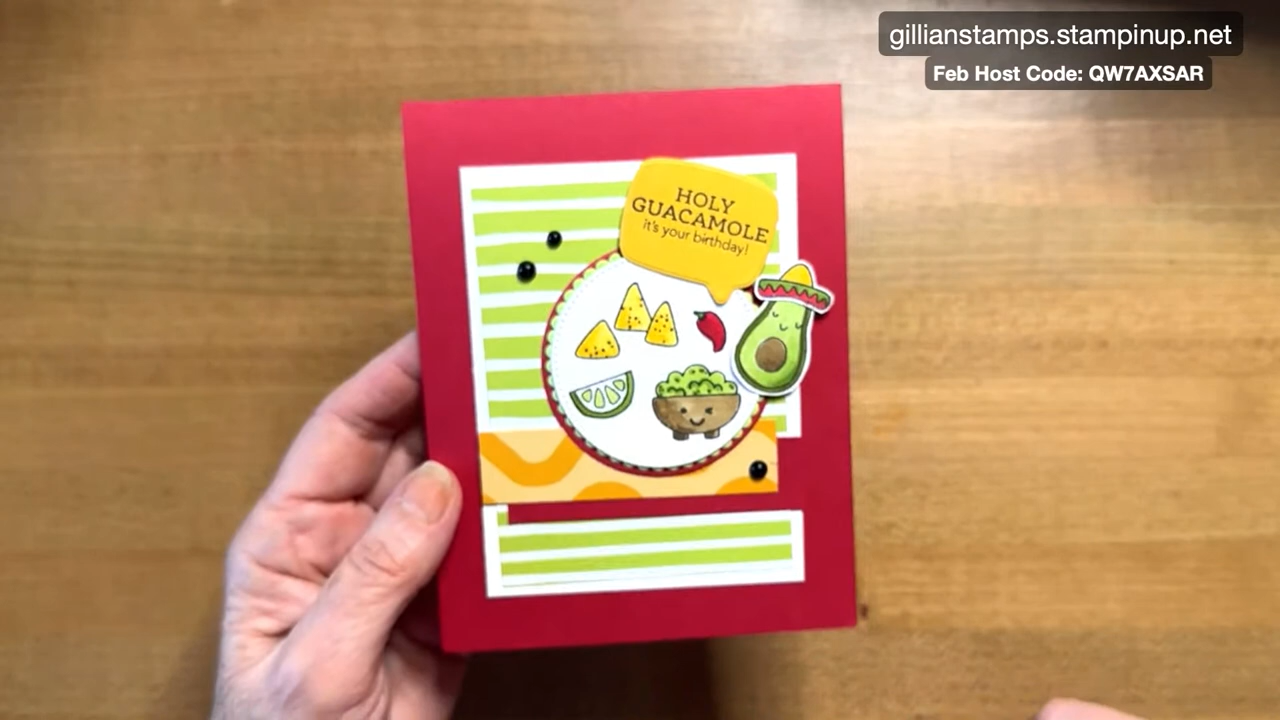 gillianstamps.stampinup.net
Feb Host Code: QW7AXSAR
HOLY
GUACAMOLE
it's your birthday!